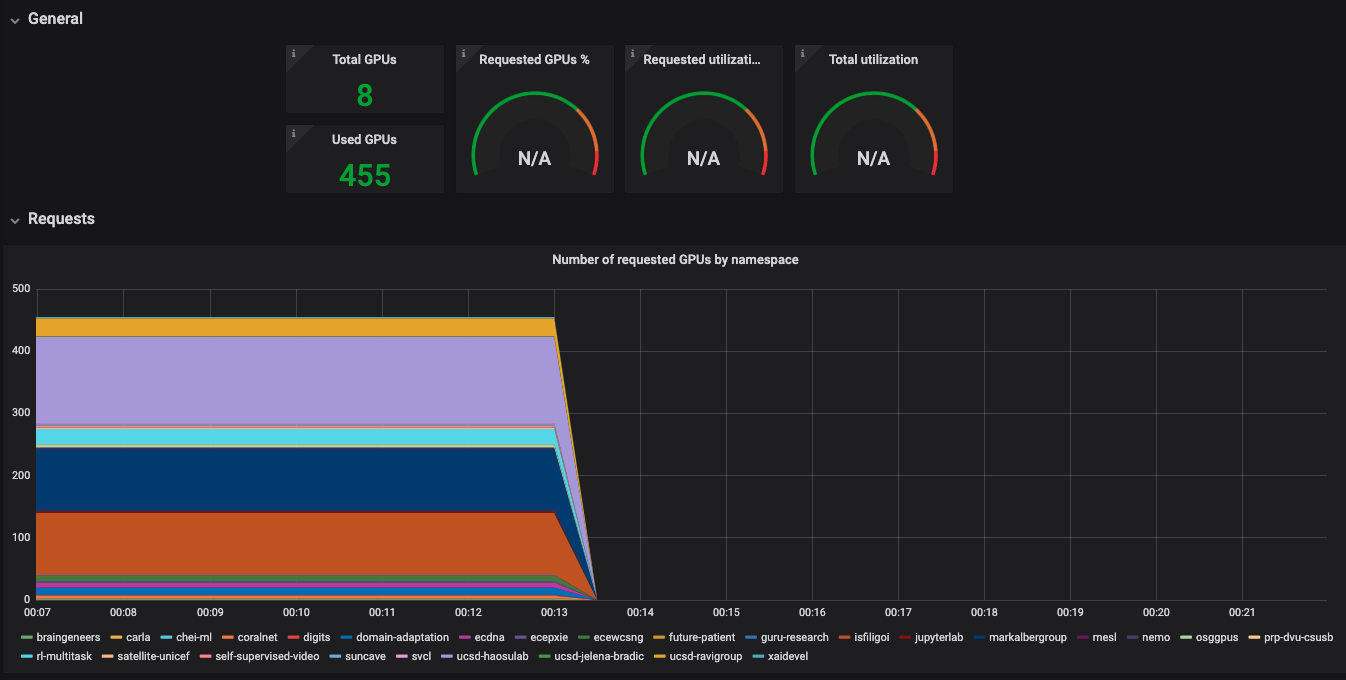 General
Total GPUs
8
Used GPUs
455
Requested GPUs %
N/A
Requested utilizati...
N/A
Total utilization
N/A
Requests
Number of requested GPUs by namespace
500
400
300
200
100
0
00:07 00:08 00:09 00:10 00:11 00:12 00:13 00:14 00:15 00:16 00:17 00:18 00:19 00:20 00:21
braingeneers carla chei-ml coralnet digits domain-adaptation ecdna ecepxie ecewcsng future-patient guru-research isfiligoi jupyterlab markalbergroup mesl nemo osggpus prp-dvu-csusb
rl-multitask satellite-unicef self-supervised-video suncave svcl ucsd-haosulab ucsd-jelena-bradic ucsd-ravigroup xaidevel